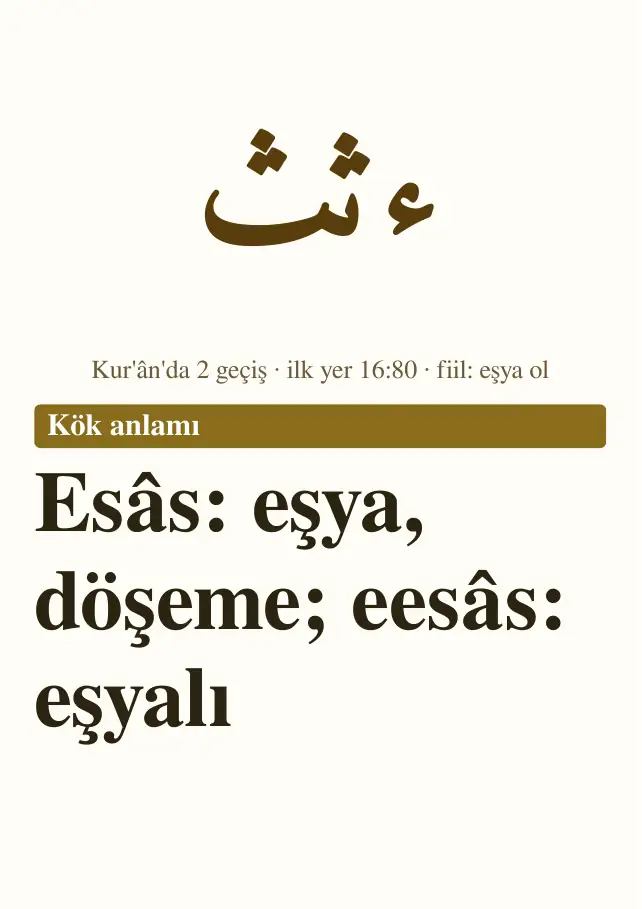 ء ثث
Kur'ân'da 2 geçiş · ilk yer 16:80 · fiil: eşya ol
Kök anlamı
Esâs: eşya,
döşeme; eesâs:
eşyalı